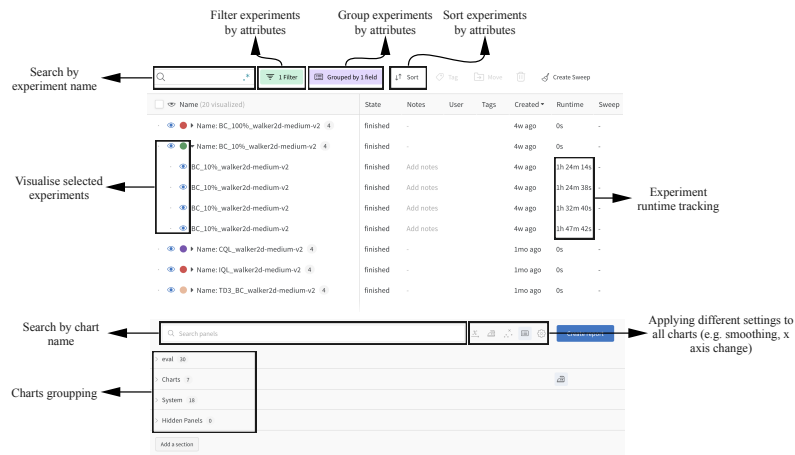 Filter experiments
by attributes
Group experiments
by attributes
Sort experiments
by attributes
Search by
experiment name
.*
1 Filter
Grouped by 1 field
Sort
Tag
Move
Create Sweep
Name (20 visualized) State Notes User Tags Created Runtime Sweep
Name: BC_100%_walker2d-medium-v2 4 finished - 4w ago 0s -
Name: BC_10%_walker2d-medium-v2 4 finished - 4w ago 0s -
BC_10%_walker2d-medium-v2 finished Add notes 4w ago 1h 24m 14s -
BC_10%_walker2d-medium-v2 finished Add notes 4w ago 1h 24m 38s -
BC_10%_walker2d-medium-v2 finished Add notes 4w ago 1h 32m 40s -
BC_10%_walker2d-medium-v2 finished Add notes 4w ago 1h 47m 42s -
Name: CQL_walker2d-medium-v2 4 finished - 1mo ago 0s -
Name: IQL_walker2d-medium-v2 4 finished - 1mo ago 0s -
Name: TD3_BC_walker2d-medium-v2 4 finished - 1mo ago 0s -
Visualise selected
experiments
Experiment
runtime tracking
Search by chart
name
Search panels
Create report
Applying different settings to
all charts (e.g. smoothing, x
axis change)
Charts grupping
eval 30
Charts 7
System 18
Hidden Panels 0
Add a section